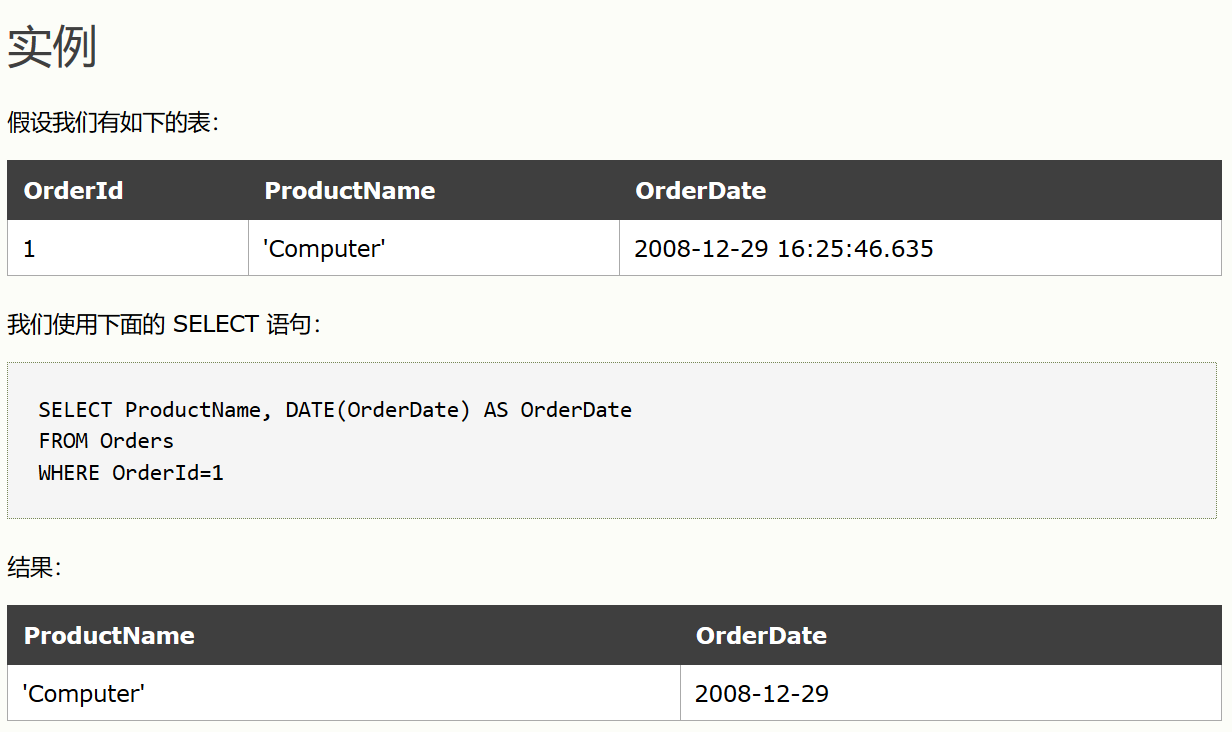 实例
假设我们有如下的表：
OrderId ProductName OrderDate
1 'Computer' 2008-12-29 16:25:46.635
我们使用下面的 SELECT 语句：
SELECT ProductName, DATE(OrderDate) AS OrderDate
FROM Orders
WHERE OrderId=1
结果：
ProductName OrderDate
'Computer' 2008-12-29